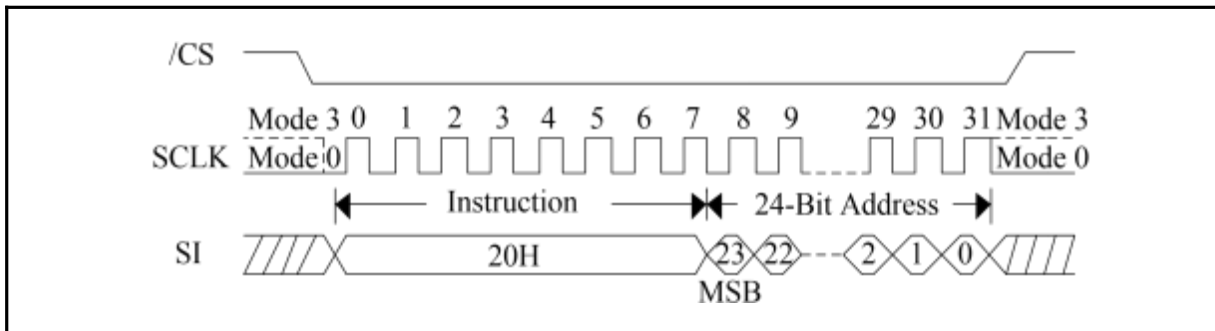 /CS
Mode 3 0 1 2 3 4 5 6 7 8 9 29 30 31 Mode 3
SCLK Mode 0 Mode 0
Instruction 24-Bit Address
SI 20H 23 22 2 1 0
MSB